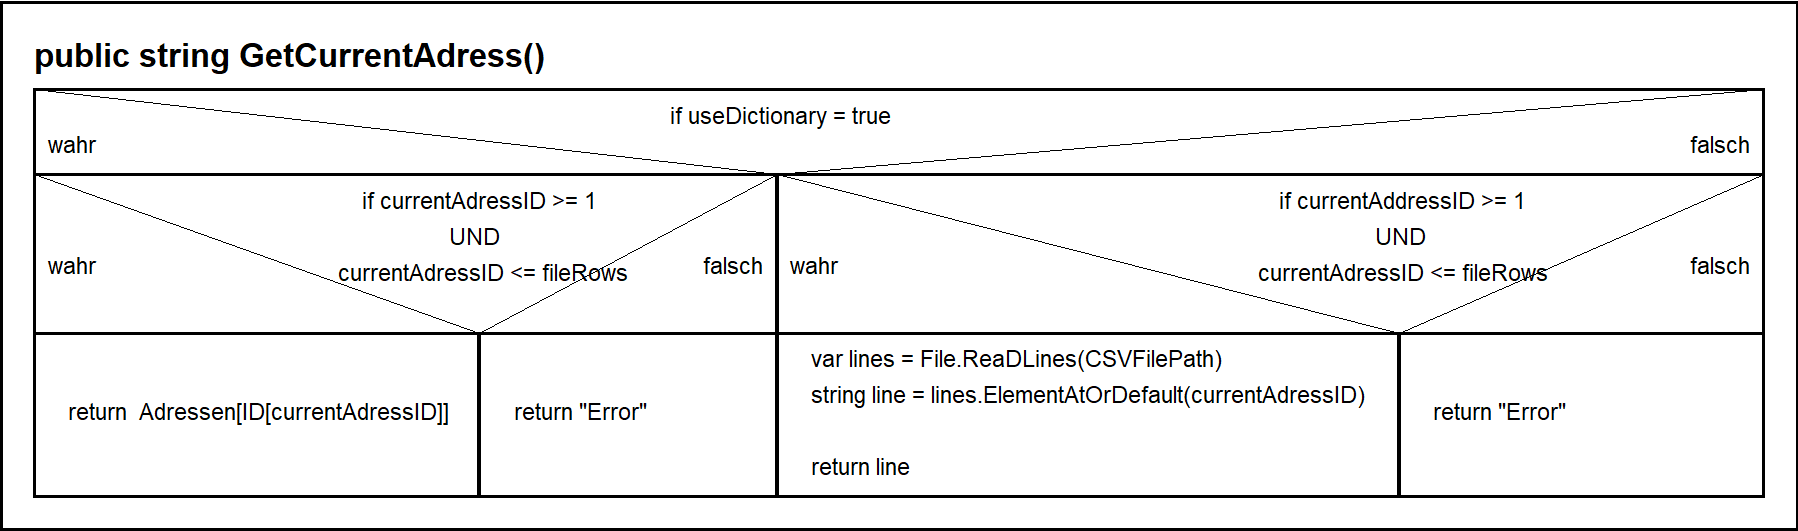 public string GetCurrentAdress()
if useDictionary = true
wahr
falsch
if currentAdressID >= 1
UND
currentAdressID <= fileRows
wahr
falsch
if currentAddressID >= 1
UND
currentAdressID <= fileRows
wahr
falsch
return  Adressen[ID[currentAdressID]]
return "Error"
var lines = File.ReaDLines(CSVFilePath)
string line = lines.ElementAtOrDefault(currentAdressID)
return line
return "Error"